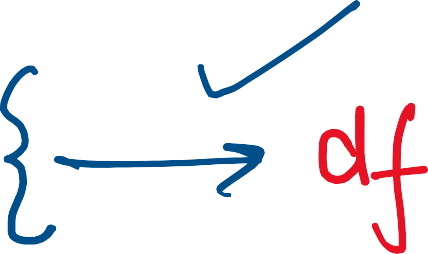 { → df